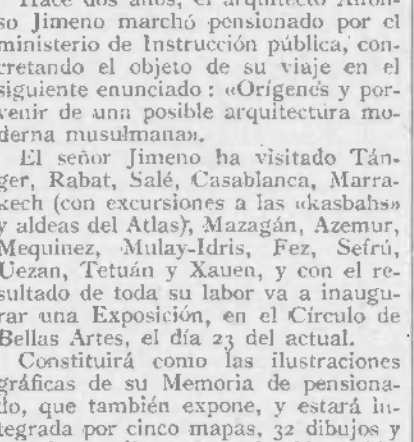 Hace dos años, el arquitecto Alfon-
so Jimeno marchó pensionado por el
ministerio de Instrucción pública, con-
cretando el objeto de su viaje en el
siguiente enunciado: «Orígenes y por-
venir de una posible arquitectura mo-
derna musulmana».
El señor Jimeno ha visitado Tán-
ger, Rabat, Salé, Casablanca, Marra-
kech (con excursiones a las «kasbahs»
y aldeas del Atlas), Mazagán, Azemur,
Mequinez, Mulay-Idris, Fez, Sefrú,
Uezan, Tetuán y Xauen, y con el re-
sultado de toda su labor va a inaugu-
rar una Exposición, en el Círculo de
Bellas Artes, el día 23 del actual.
Constituirá como las ilustraciones
gráficas de su Memoria de pensiona-
do, que también expone, y estará in-
tegrada por cinco mapas, 32 dibujos y